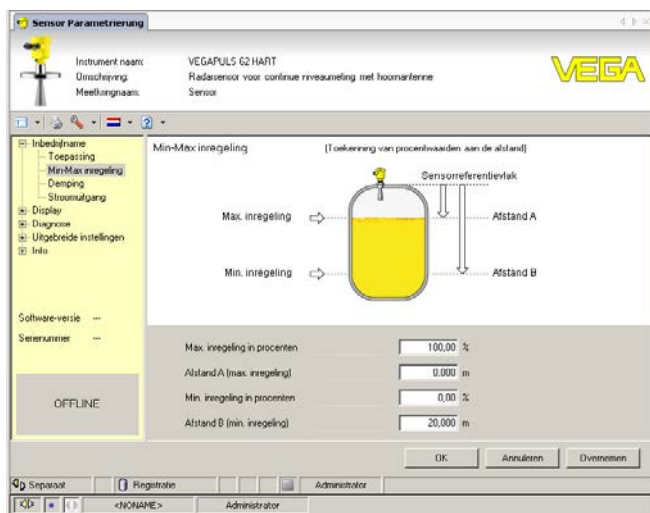 Sensor Parametrierung
Instrument naam: VEGAPULS 62 HART
Omschrijving: Radarsensor voor continue niveaumeting met hoornantenne
Meetkringnaam: Sensor
VEGA
Inbedrijfname
Toepassing
Min-Max inregeling
Demping
Stroomuitgang
Display
Diagnose
Uitgebreide instellingen
Info
Software-versie ---
Serienummer ---
OFFLINE
Min-Max inregeling (Toekenning van procentwaarden aan de afstand)
Sensorreferentievlak
Max. inregeling
Afstand A
Min. inregeling
Afstand B
Max. inregeling in procenten 100,00 %
Afstand A (max. inregeling) 0.000 m
Min. inregeling in procenten 0,00 %
Afstand B (min. inregeling) 20,000 m
OK Annuleren Overnemen
Separaat Registratie Administrator
<NONAME> Administrator